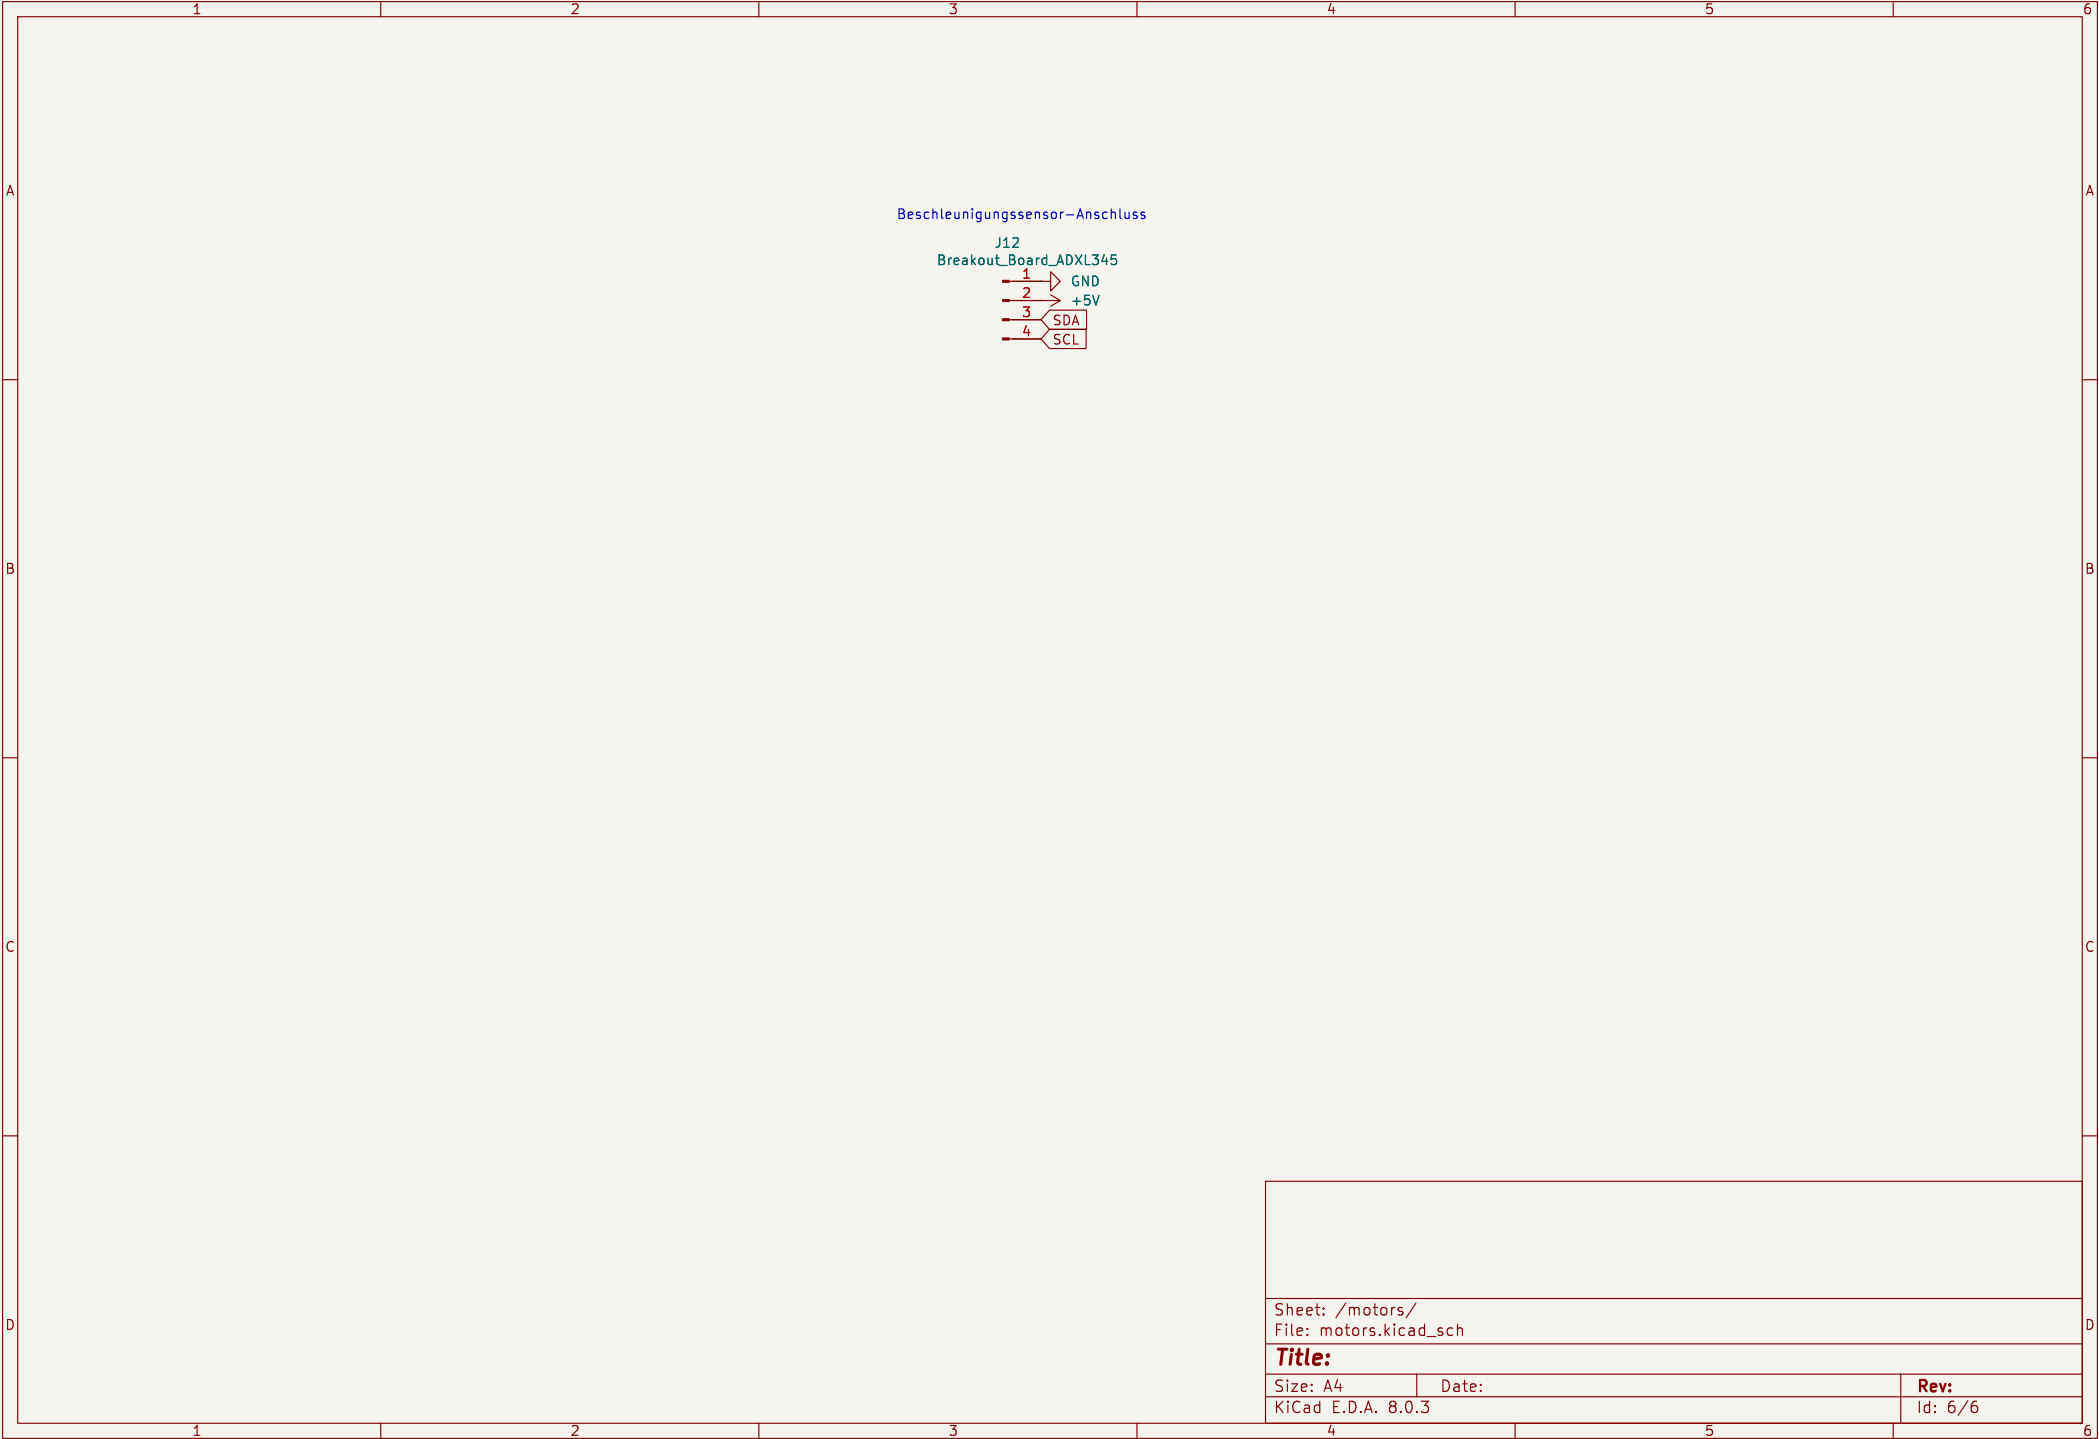 1 2 3 4 5 6
A A
Beschleunigungssensor-Anschluss
J12
Breakout_Board_ADXL345
1 GND
2 +5V
3 SDA
4 SCL
B B
C C
D D
Sheet: /motors/
File: motors.kicad_sch
Title:
Size: A4 Date: Rev:
KiCad E.D.A. 8.0.3 Id: 6/6
1 2 3 4 5 6